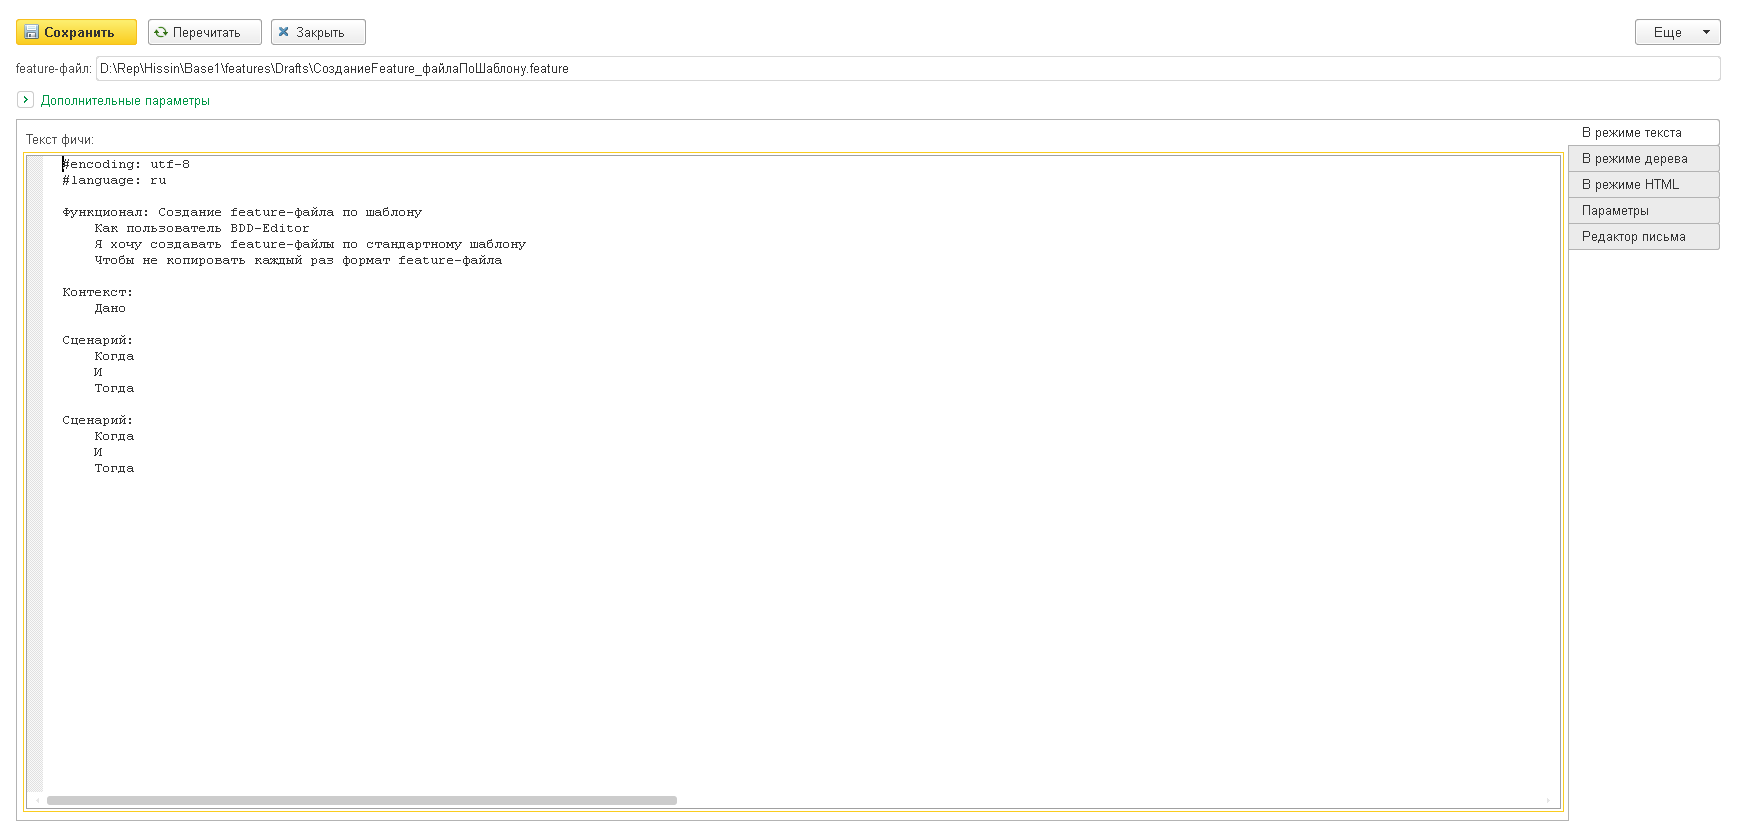 Сохранить Перечитать Закрыть Еще
feature-файл: D:\Rep\Hissin\Base1\features\Drafts\СозданиеFeature_файлаПоШаблону.feature
Дополнительные параметры
Текст фичи:
#encoding: utf-8
#language: ru
Функционал: Создание feature-файла по шаблону
Как пользователь BDD-Editor
Я хочу создавать feature-файлы по стандартному шаблону
Чтобы не копировать каждый раз формат feature-файла
Контекст:
Дано
Сценарий:
Когда
И
Тогда
Сценарий:
Когда
И
Тогда
В режиме текста
В режиме дерева
В режиме HTML
Параметры
Редактор письма